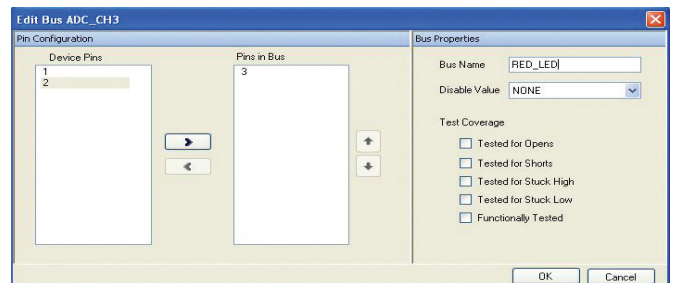 Edit Bus ADC_CH3
Pin Configuration
Device Pins
1
2
Pins in Bus
3
Bus Properties
Bus Name RED_LED
Disable Value NONE
Test Coverage
Tested for Opens
Tested for Shorts
Tested for Stuck High
Tested for Stuck Low
Functionally Tested
OK Cancel